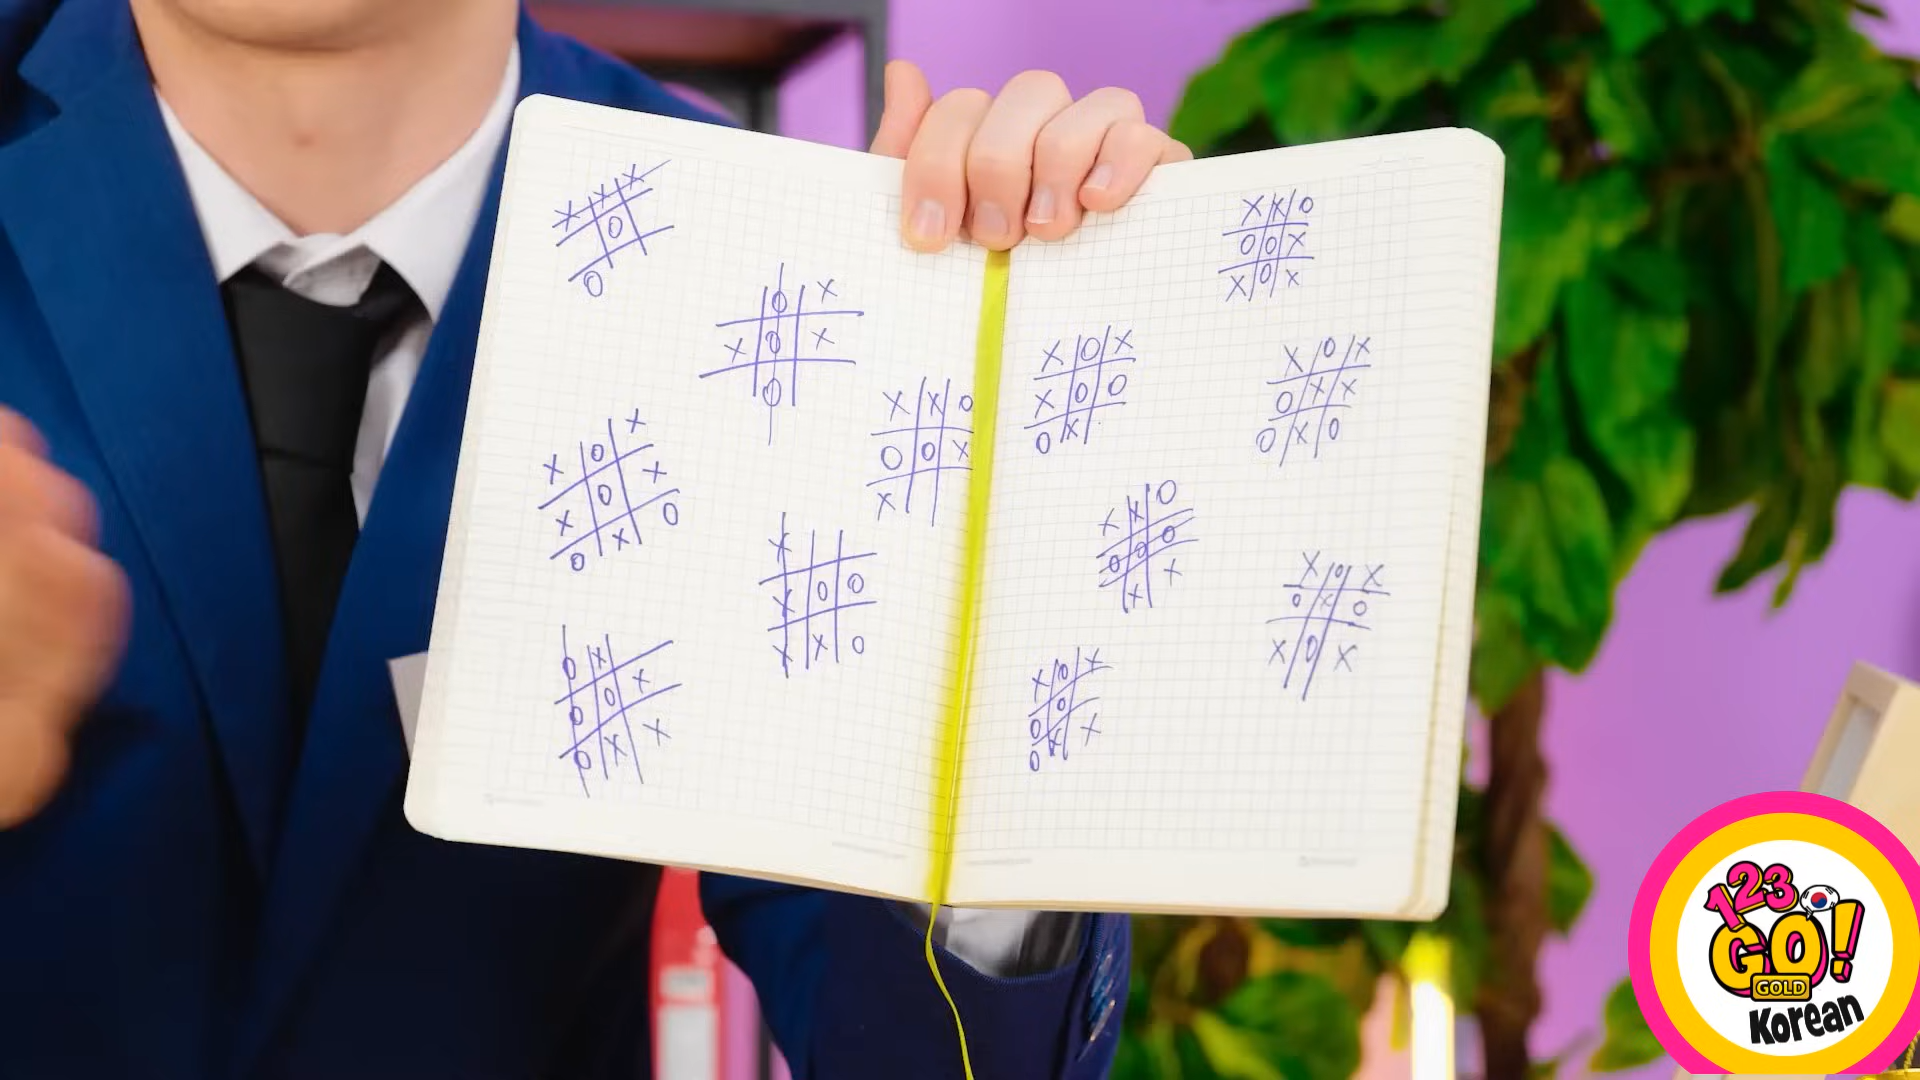 X X X
O
O
O X
X O X
O
X X O
O O X
X
X O X
X O X
O X O
X
X O O
X X O
O X
O O X
O X X
X X O
O O X
X O X
X O X
X O O
O X
X O X
O X X
O X O
X X O
O O O
X X
X O X
O X O
X O X
X O X
O O
O X X
123
GO!
GOLD
Korean